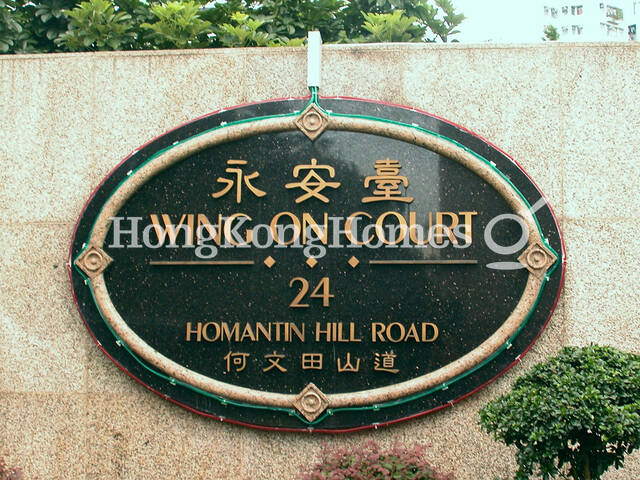 永安臺
WING ON COURT
HongKongHomes
24
HOMANTIN HILL ROAD
何文田山道